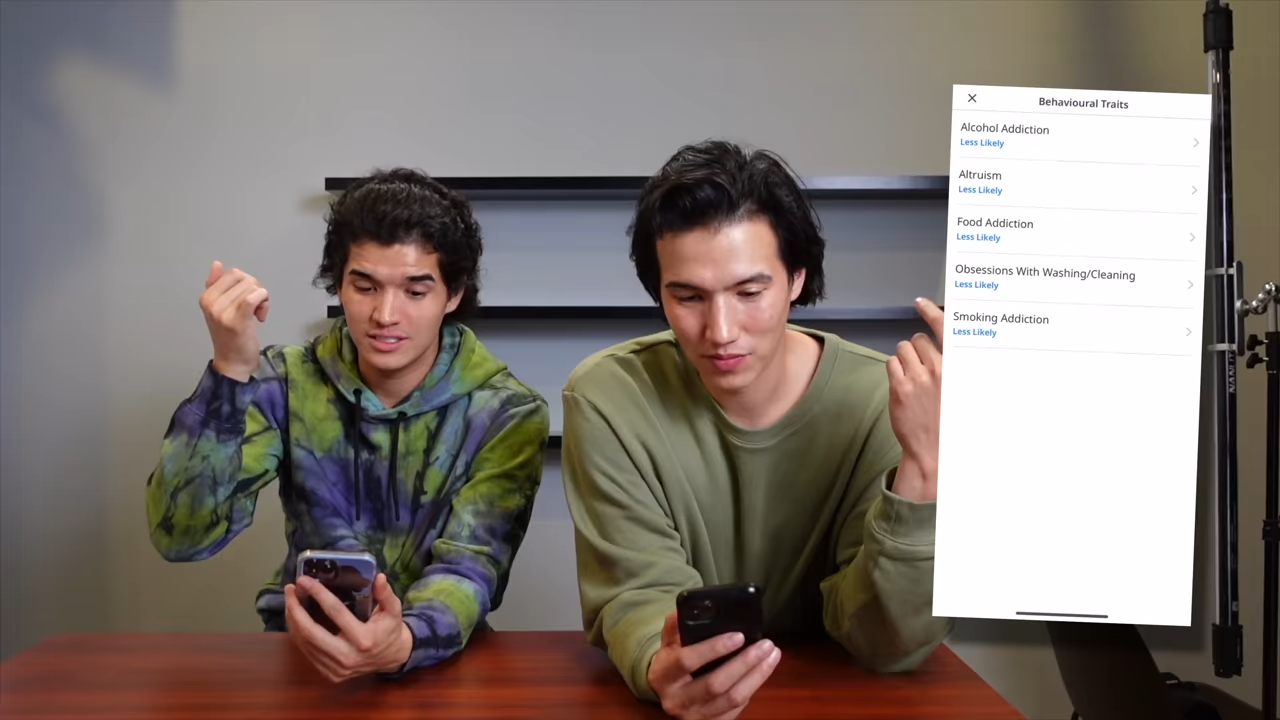 Behavioural Traits
Alcohol Addiction
Less Likely
Altruism
Less Likely
Food Addiction
Less Likely
Obsessions With Washing/Cleaning
Less Likely
Smoking Addiction
Less Likely